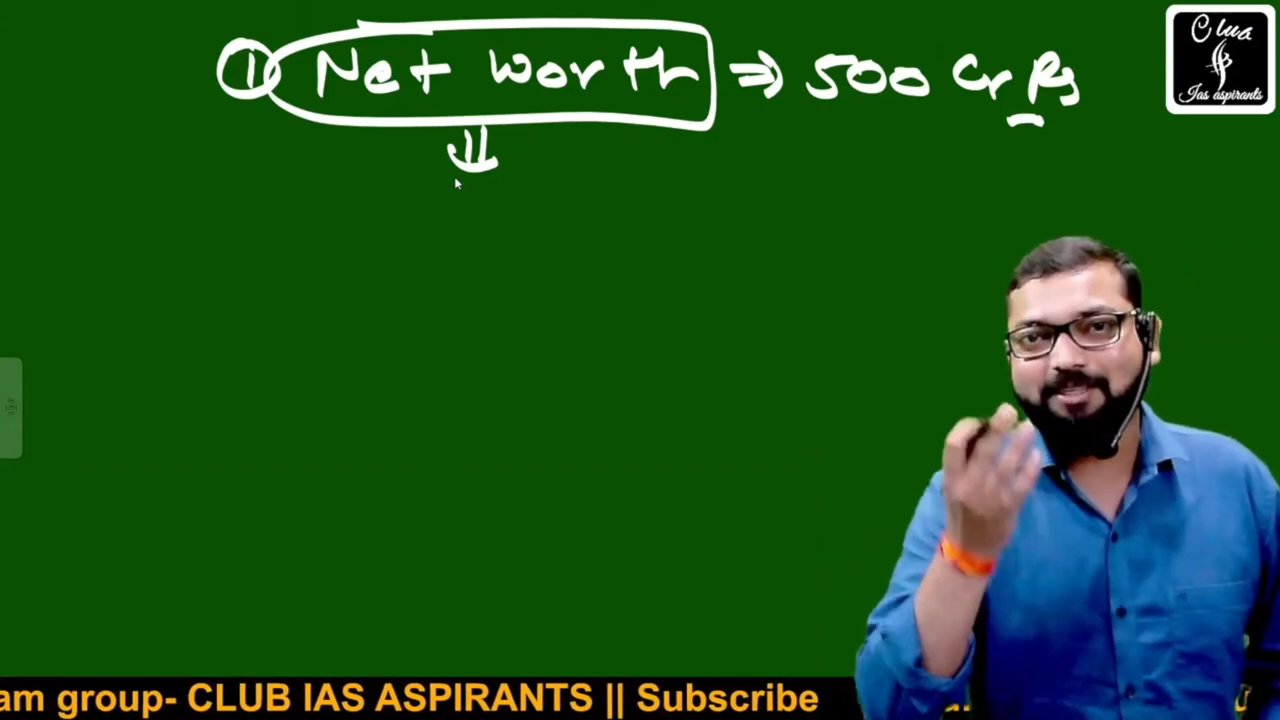 ① Net Worth ⇒ 500 Cr Rs
Club
Ias aspirants
am group- CLUB IAS ASPIRANTS || Subscribe